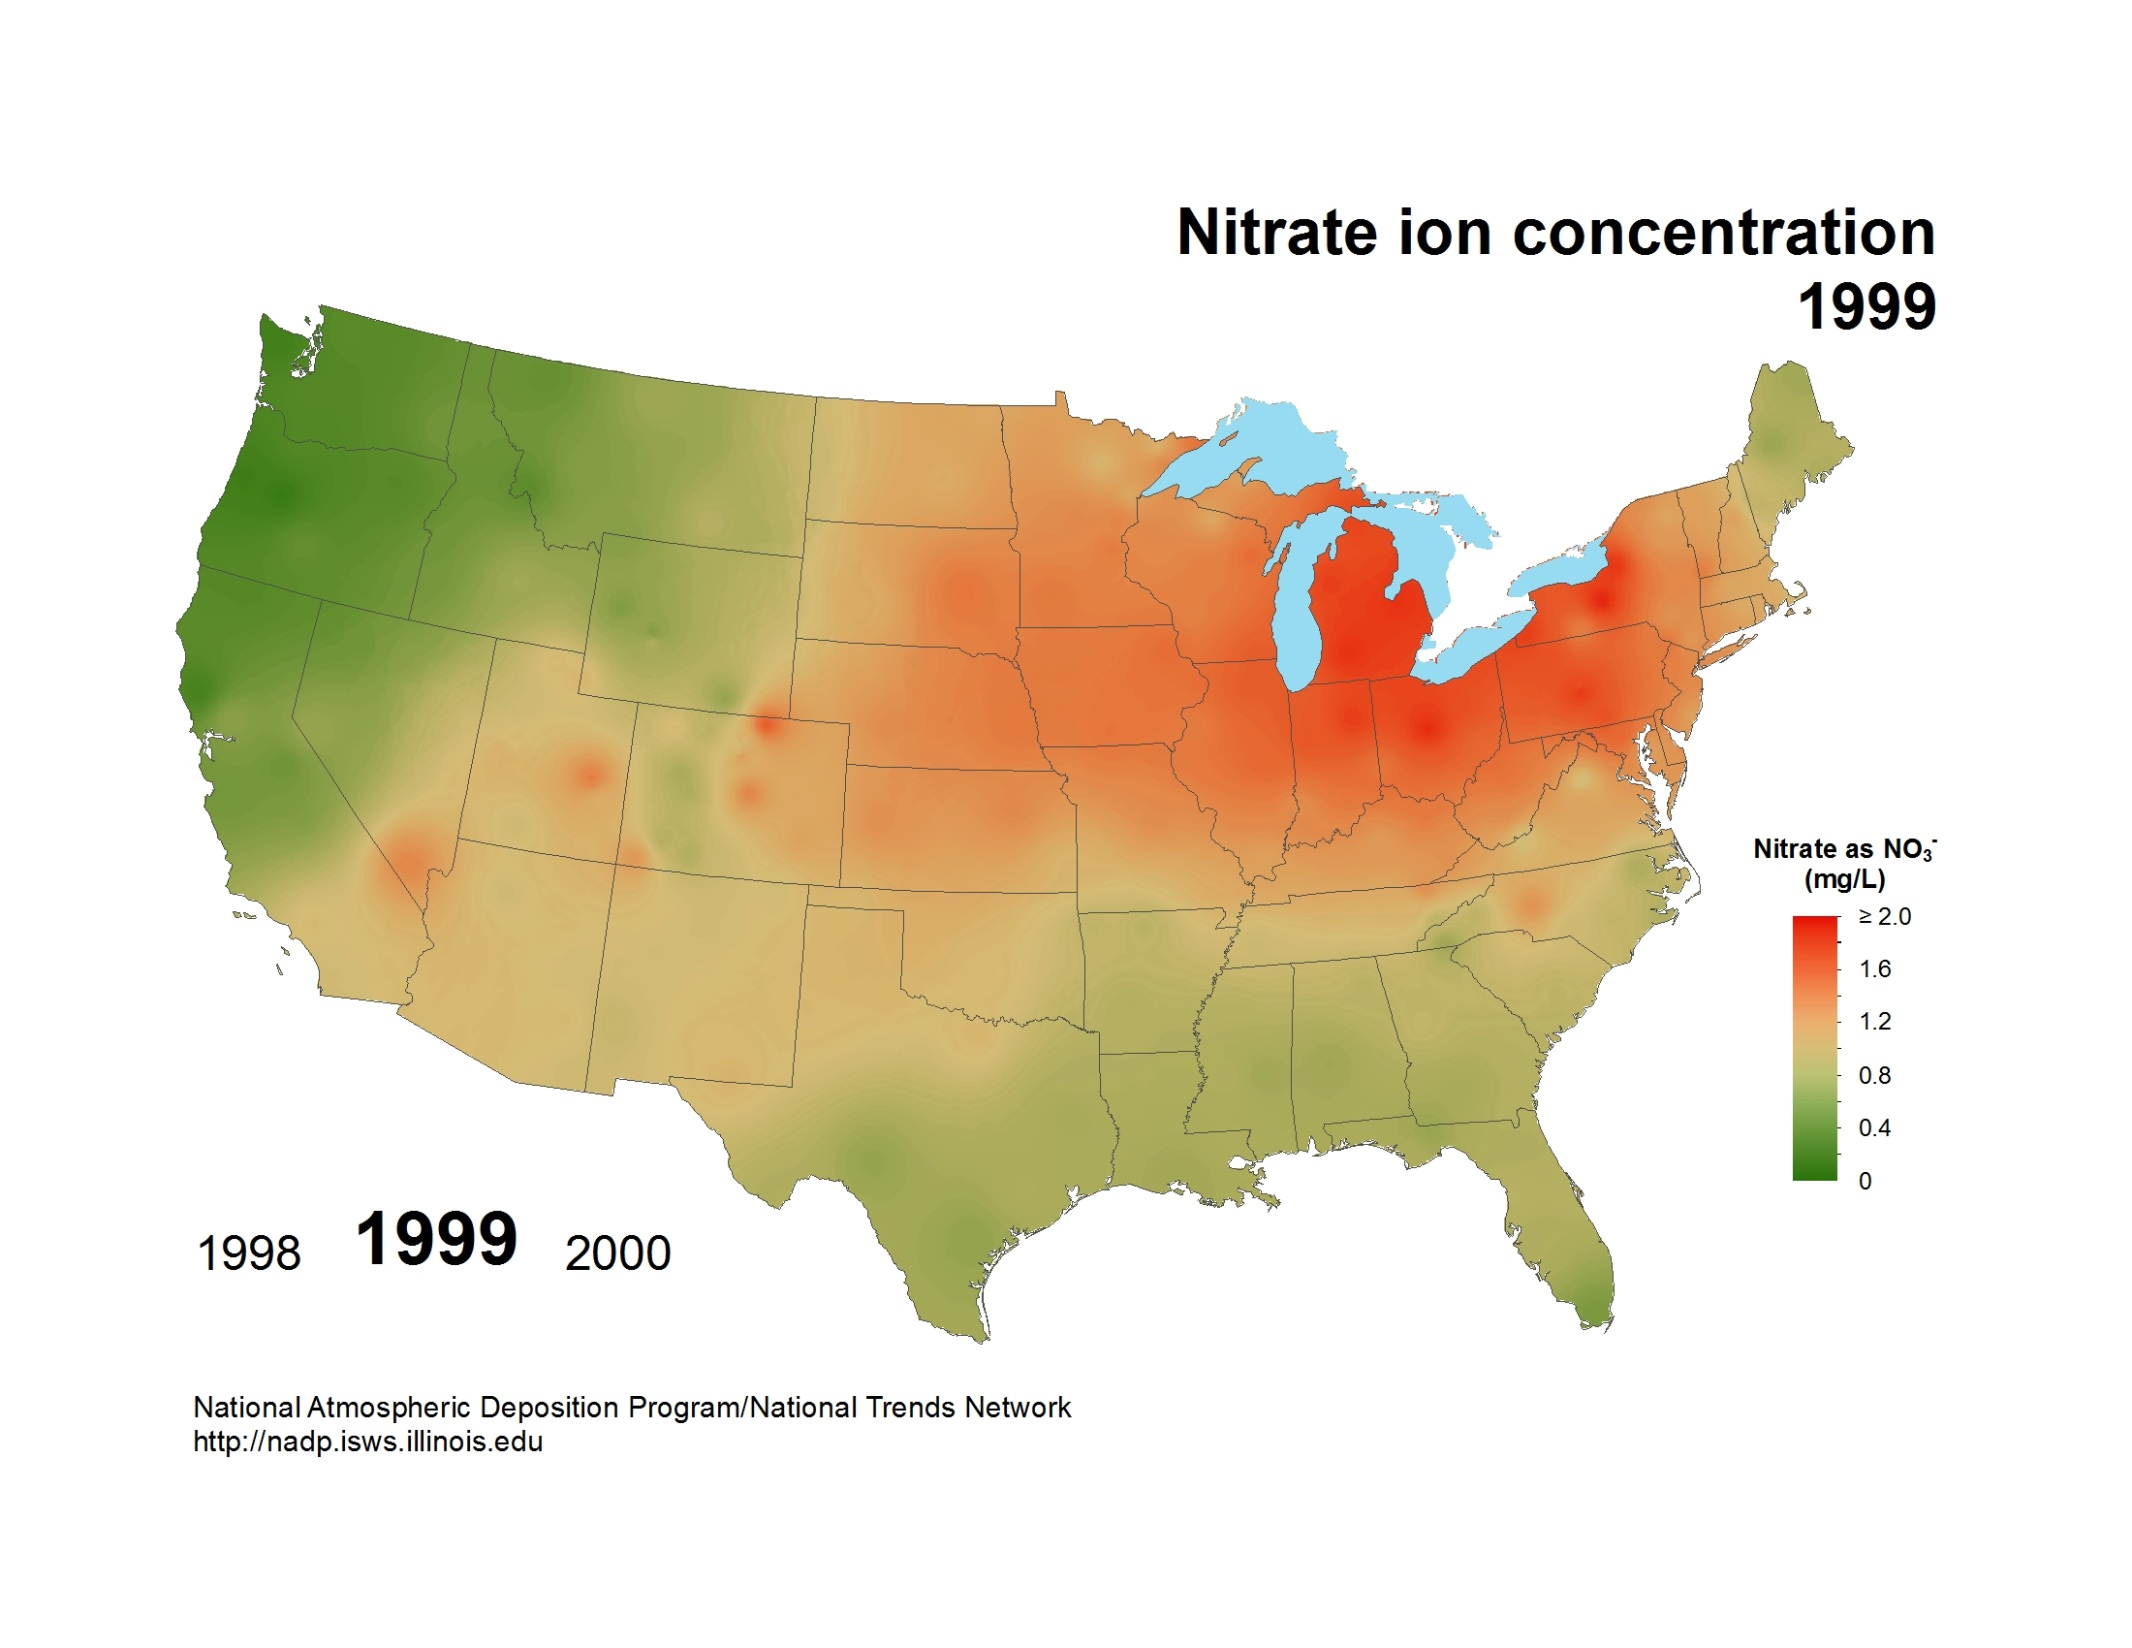 Nitrate ion concentration
1999
Nitrate as NO₃⁻
(mg/L)
≥ 2.0
1.6
1.2
0.8
0.4
0
1998 1999 2000
National Atmospheric Deposition Program/National Trends Network
http://nadp.isws.illinois.edu